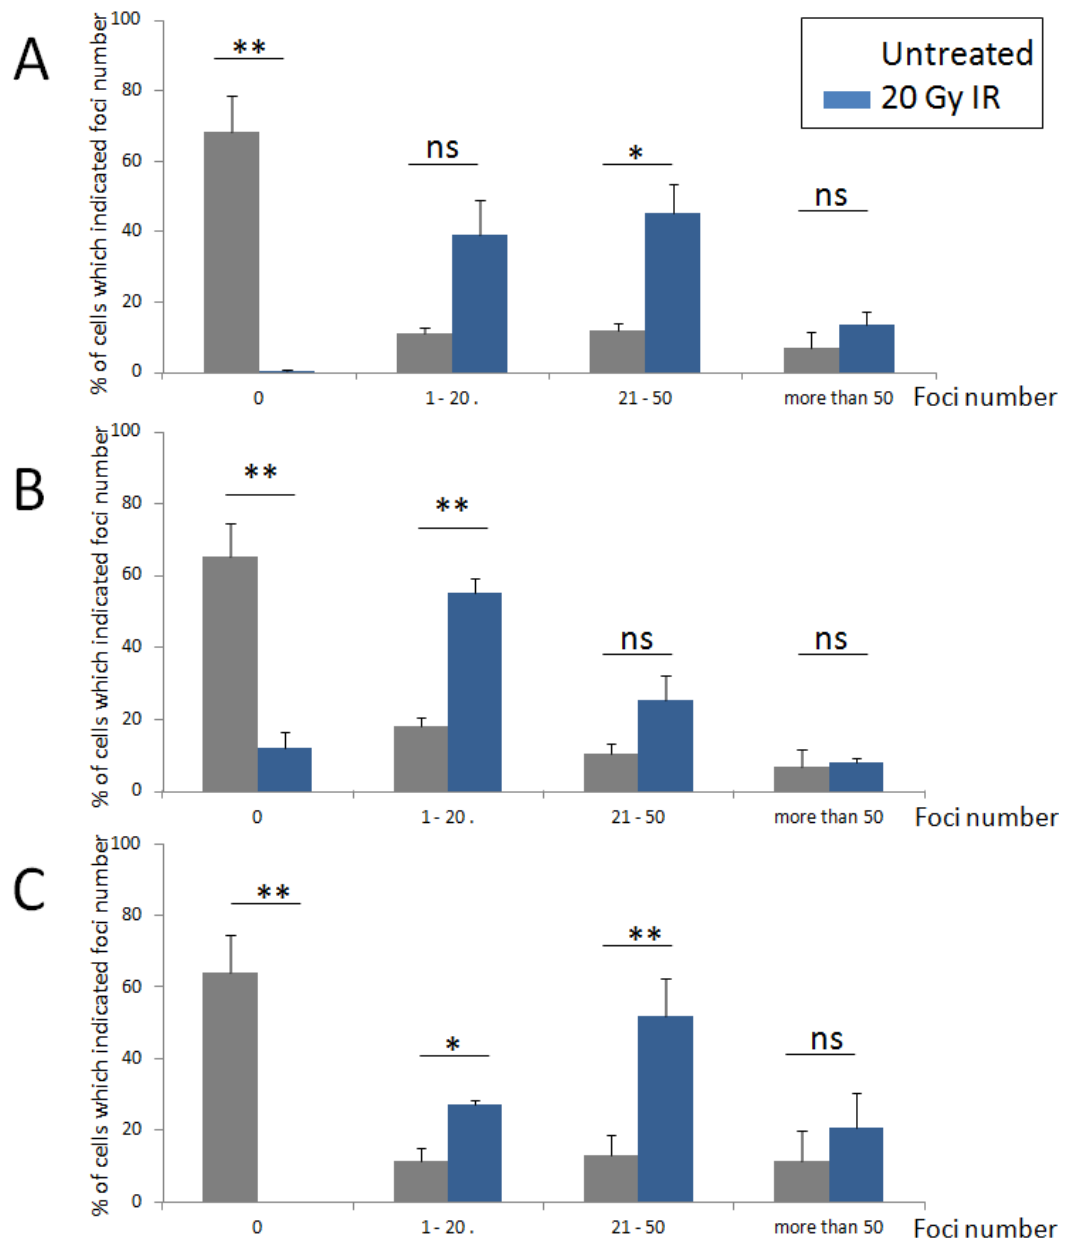 A
% of cells which indicated foci number
100
80
60
40
20
0
**
ns
*
ns
Untreated
20 Gy IR
0
1 - 20 .
21 - 50
more than 50
Foci number
B
% of cells which indicated foci number
100
80
60
40
20
0
**
**
ns
ns
0
1 - 20 .
21 - 50
more than 50
Foci number
C
% of cells which indicated foci number
100
80
60
40
20
0
**
*
**
ns
0
1 - 20 .
21 - 50
more than 50
Foci number